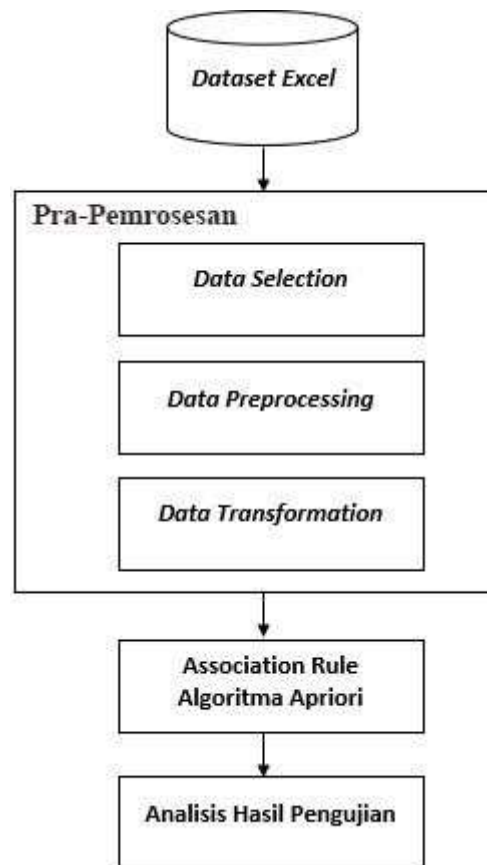 Dataset Excel
Pra-Pemrosesan
Data Selection
Data Preprocessing
Data Transformation
Association Rule
Algoritma Apriori
Analisis Hasil Pengujian